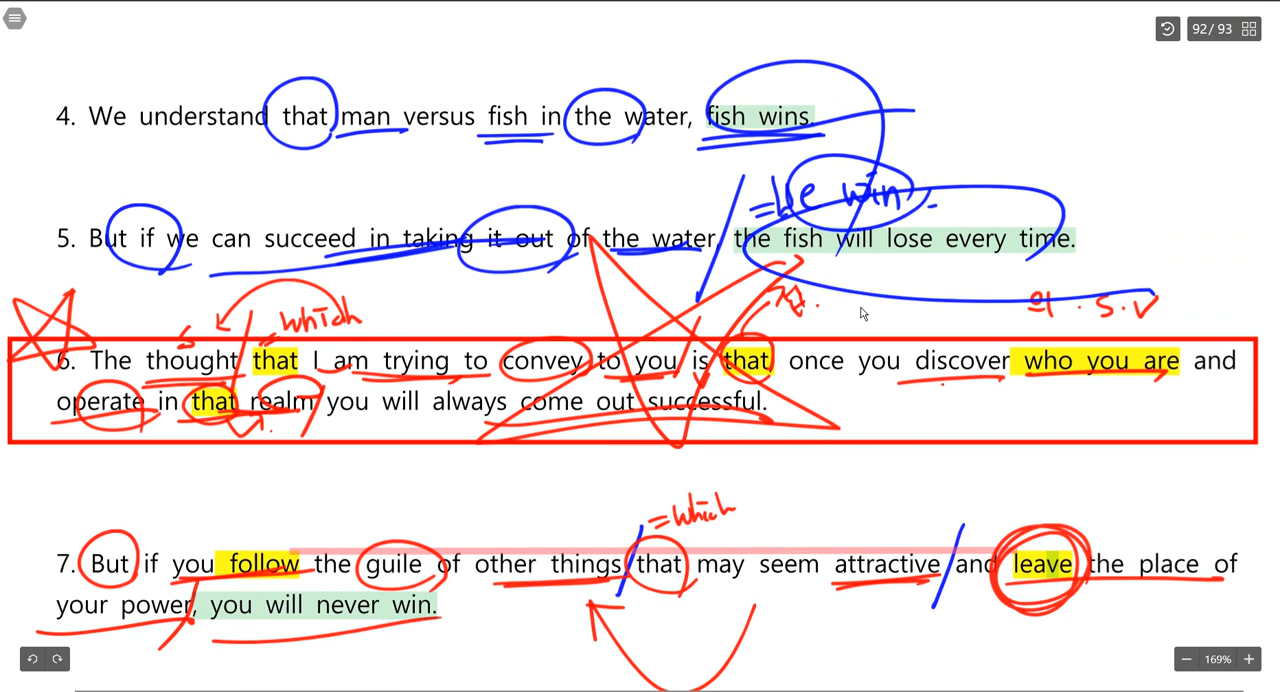 92/ 93
4. We understand that man versus fish in the water, fish wins.
=be win.
5. But if we can succeed in taking it out of the water, the fish will lose every time.
=which
S
S. V
6. The thought that I am trying to convey to you is that, once you discover who you are and
operate in that realm you will always come out successful.
=which
7. But if you follow the guile of other things that may seem attractive and leave the place of
your power, you will never win.
169%